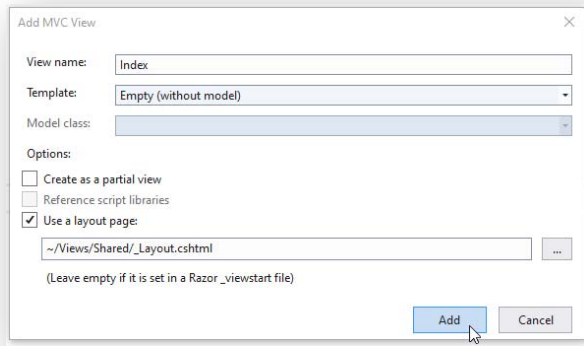 Add MVC View
View name: Index
Template: Empty (without model)
Model class:
Options:
Create as a partial view
Reference script libraries
Use a layout page:
~/Views/Shared/_Layout.cshtml ...
(Leave empty if it is set in a Razor _viewstart file)
Add Cancel